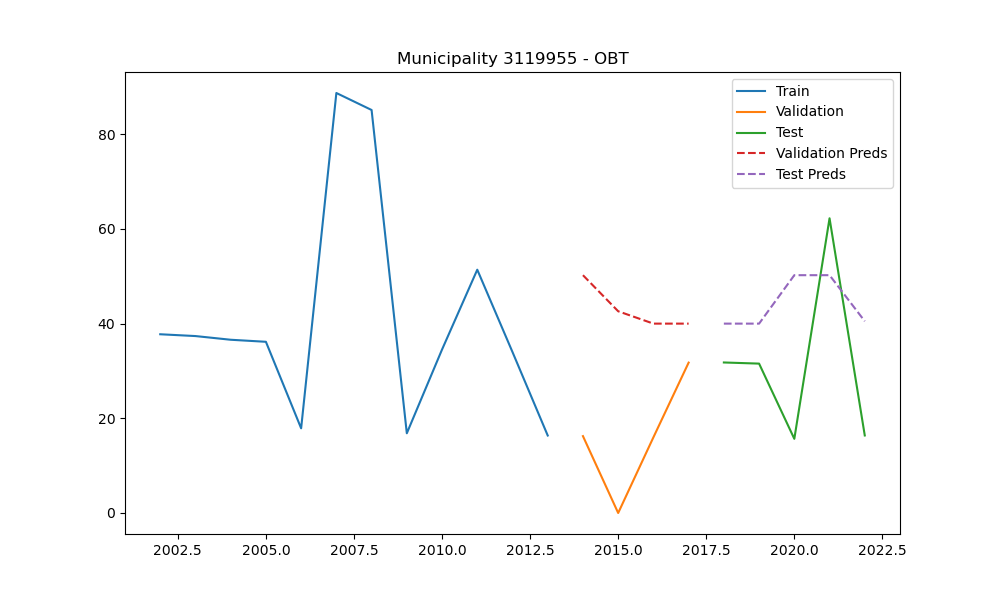 Municipality 3119955 - OBT
Train
Validation
Test
Validation Preds
Test Preds
80
60
40
20
0
2002.5 2005.0 2007.5 2010.0 2012.5 2015.0 2017.5 2020.0 2022.5